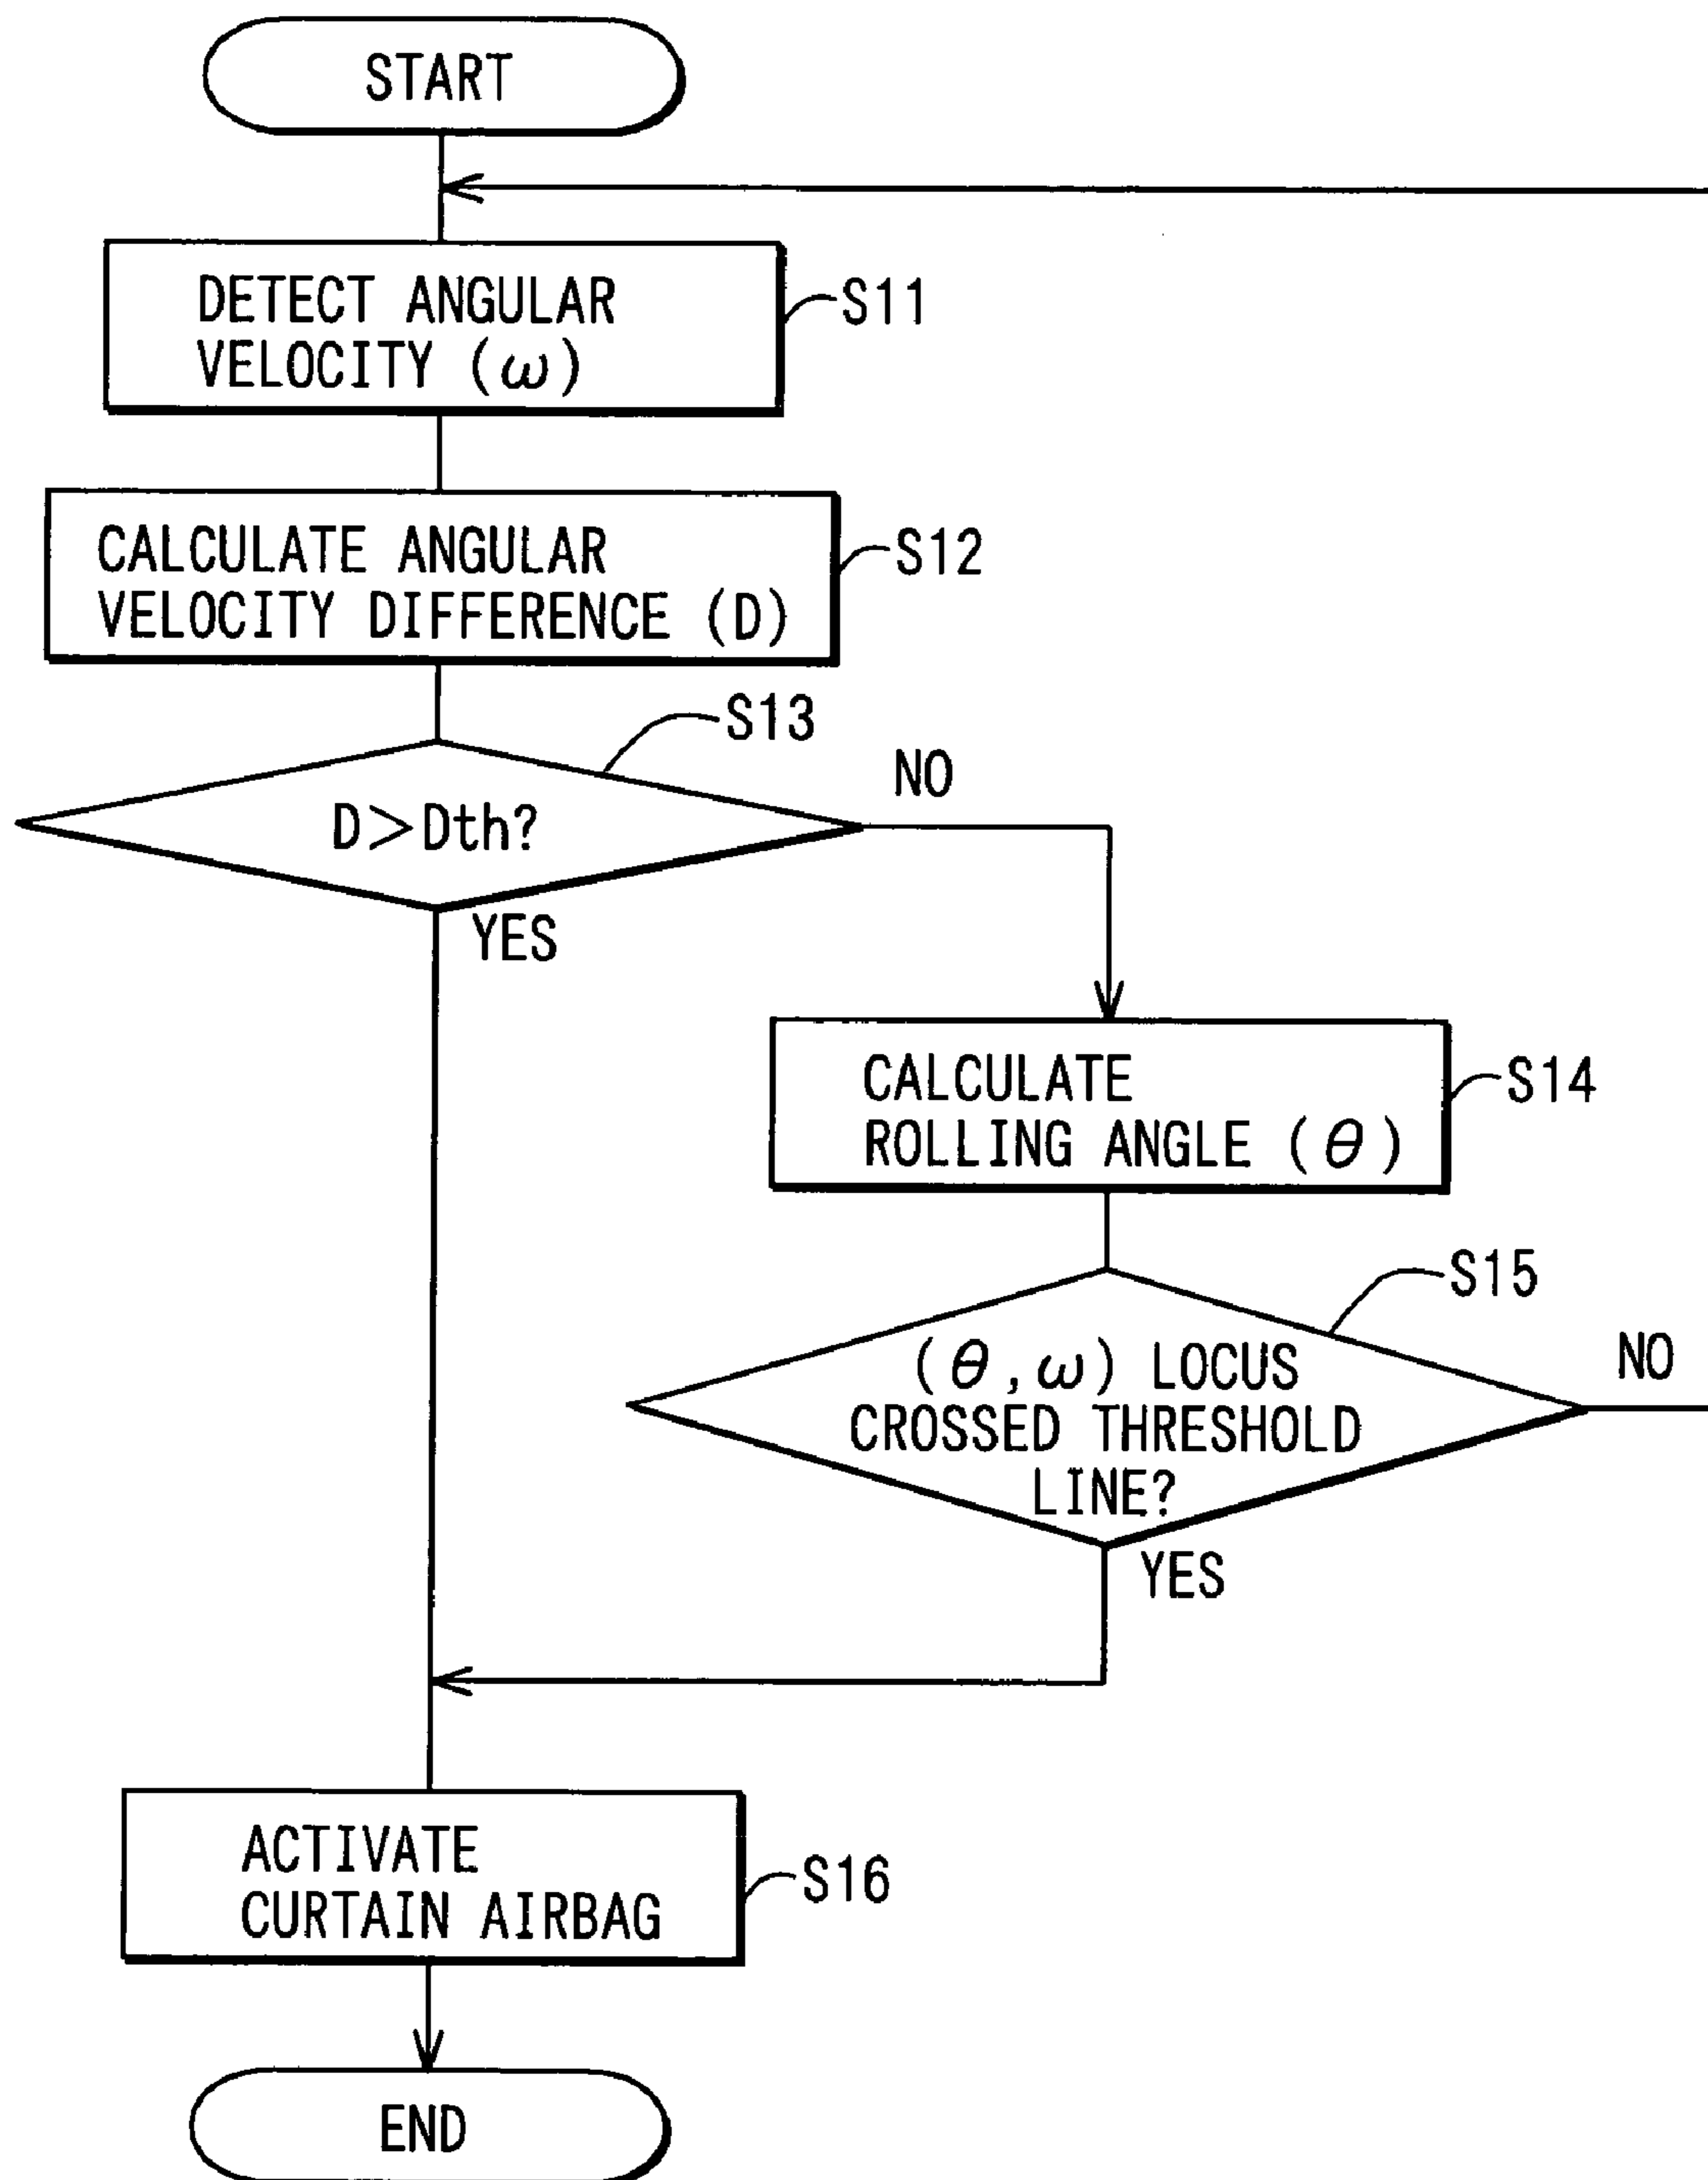 START
DETECT ANGULAR
VELOCITY (ω)
S11
CALCULATE ANGULAR
VELOCITY DIFFERENCE (D)
S12
S13
D>Dth?
NO
YES
CALCULATE
ROLLING ANGLE (θ)
S14
S15
(θ,ω) LOCUS
CROSSED THRESHOLD
LINE?
NO
YES
ACTIVATE
CURTAIN AIRBAG
S16
END